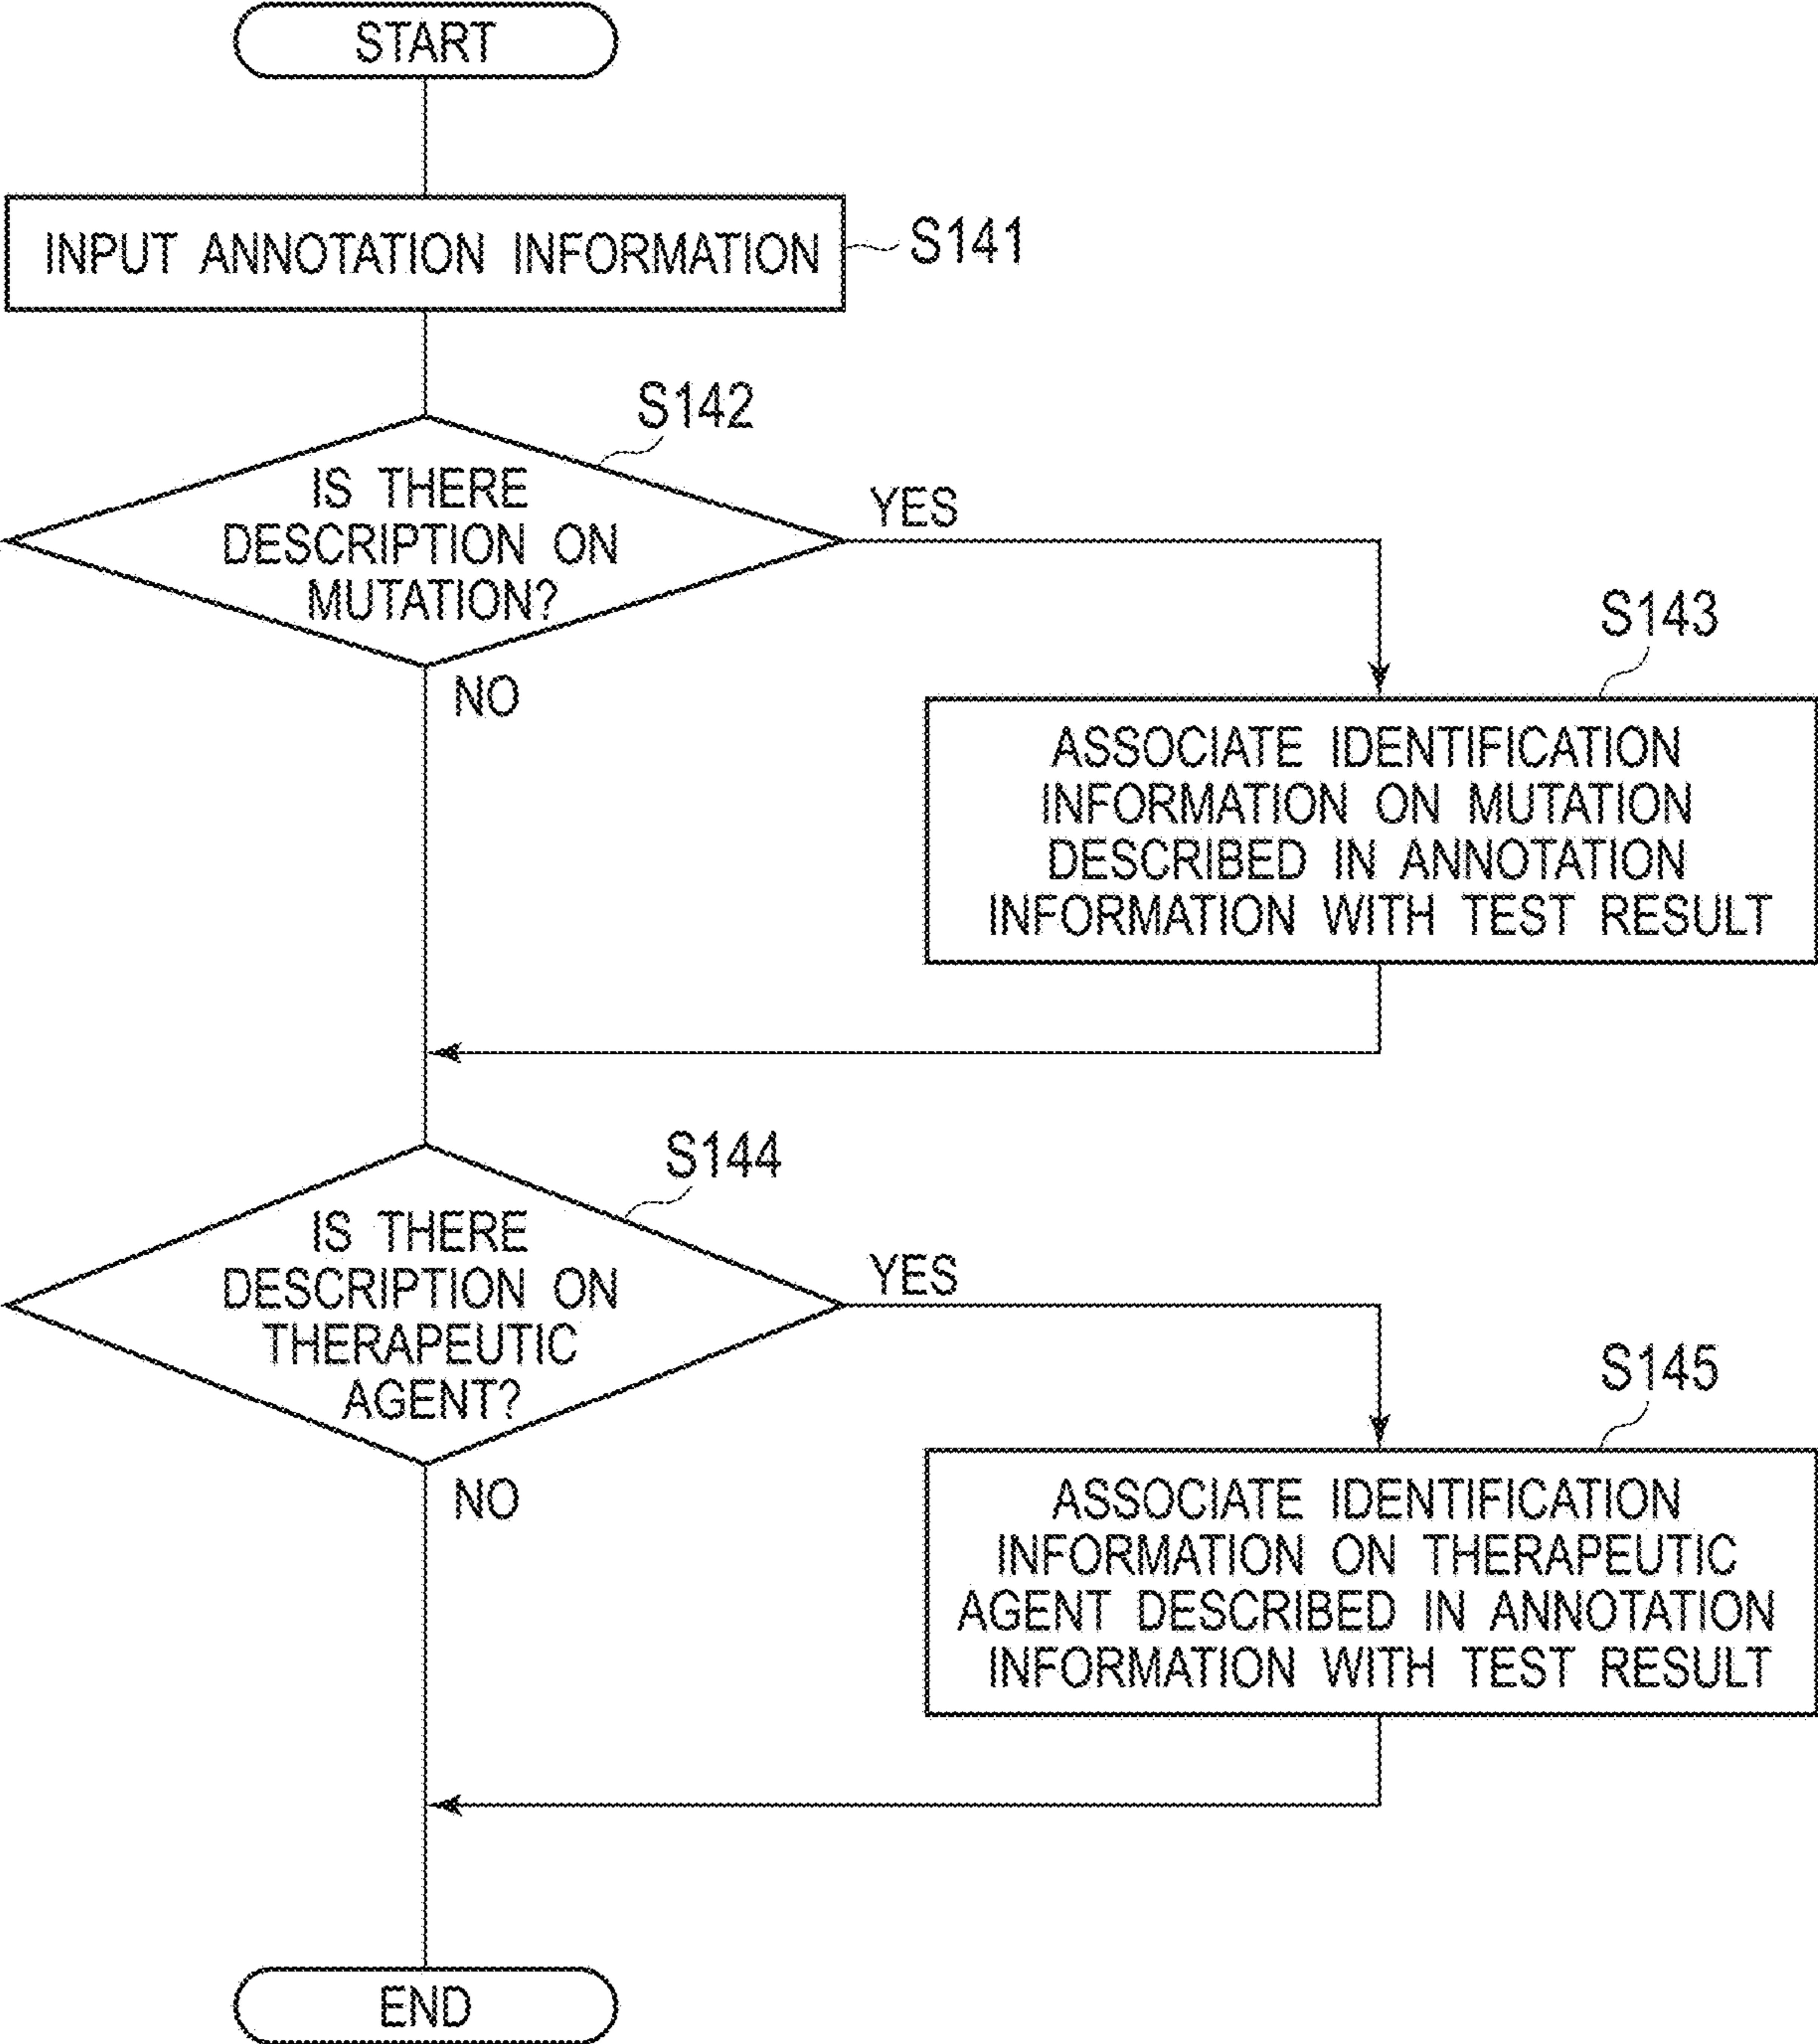 START
INPUT ANNOTATION INFORMATION
S141
S142
IS THERE
DESCRIPTION ON
MUTATION?
YES
NO
S143
ASSOCIATE IDENTIFICATION
INFORMATION ON MUTATION
DESCRIBED IN ANNOTATION
INFORMATION WITH TEST RESULT
S144
IS THERE
DESCRIPTION ON
THERAPEUTIC
AGENT?
YES
NO
S145
ASSOCIATE IDENTIFICATION
INFORMATION ON THERAPEUTIC
AGENT DESCRIBED IN ANNOTATION
INFORMATION WITH TEST RESULT
END